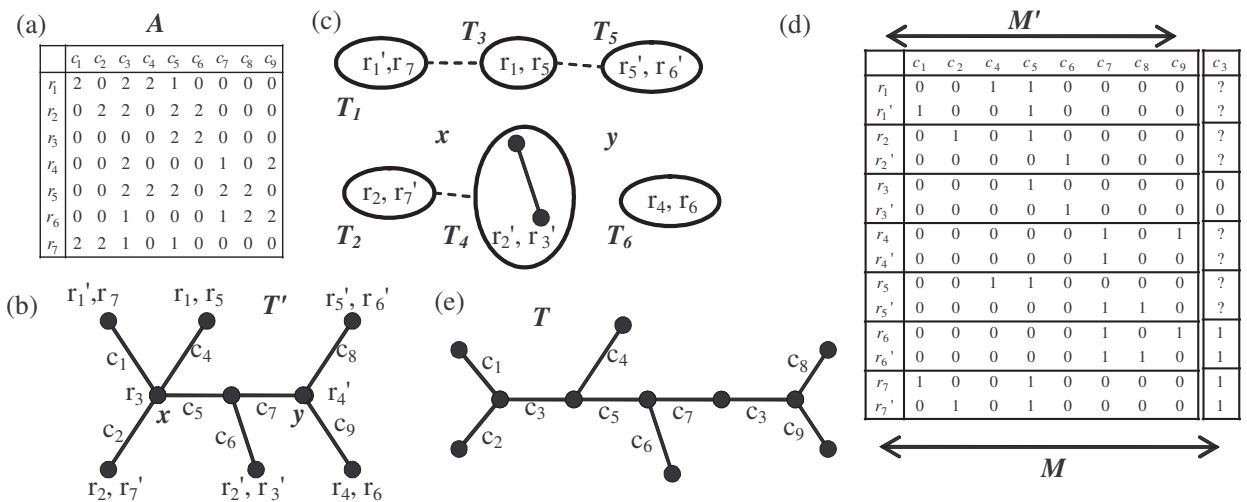 (a) A
c1 c2 c3 c4 c5 c6 c7 c8 c9
r1 2 0 2 2 1 0 0 0 0
r2 0 2 2 0 2 2 0 0 0
r3 0 0 0 0 2 2 0 0 0
r4 0 0 2 0 0 0 1 0 2
r5 0 0 2 2 2 0 2 2 0
r6 0 0 1 0 0 0 1 2 2
r7 2 2 1 0 1 0 0 0 0
(b) T'
r1',r7
r1, r5
r5', r6'
c1
c4
c8
r3
x
c5
c7
y
r4'
c2
c6
c9
r2, r7'
r2', r3'
r4, r6
(c)
T3
T5
r1',r7
r1, r5
r5', r6'
T1
x
y
r2, r7'
r4, r6
T2
T4
r2', r3'
T6
(e) T
c1
c4
c8
c3
c5
c7
c3
c2
c6
c9
(d) M'
c1 c2 c4 c5 c6 c7 c8 c9 c3
r1 0 0 1 1 0 0 0 0 ?
r1' 1 0 0 1 0 0 0 0 ?
r2 0 1 0 1 0 0 0 0 ?
r2' 0 0 0 0 1 0 0 0 ?
r3 0 0 0 1 0 0 0 0 0
r3' 0 0 0 0 1 0 0 0 0
r4 0 0 0 0 0 1 0 1 ?
r4' 0 0 0 0 0 1 0 0 ?
r5 0 0 1 1 0 0 0 0 ?
r5' 0 0 0 0 0 1 1 0 ?
r6 0 0 0 0 0 1 0 1 1
r6' 0 0 0 0 0 1 1 0 1
r7 1 0 0 1 0 0 0 0 1
r7' 0 1 0 1 0 0 0 0 1
M